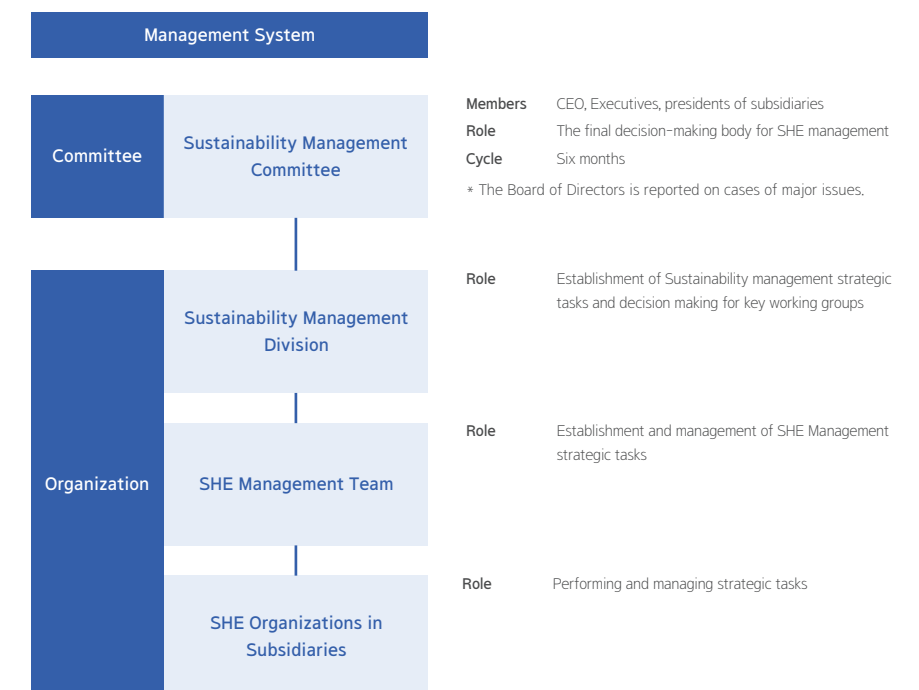 Management System
Committee
Sustainability Management
Committee
Members CEO, Executives, presidents of subsidiaries
Role The final decision-making body for SHE management
Cycle Six months
* The Board of Directors is reported on cases of major issues.
Organization
Sustainability Management
Division
Role Establishment of Sustainability management strategic
tasks and decision making for key working groups
SHE Management Team
Role Establishment and management of SHE Management
strategic tasks
SHE Organizations in
Subsidiaries
Role Performing and managing strategic tasks